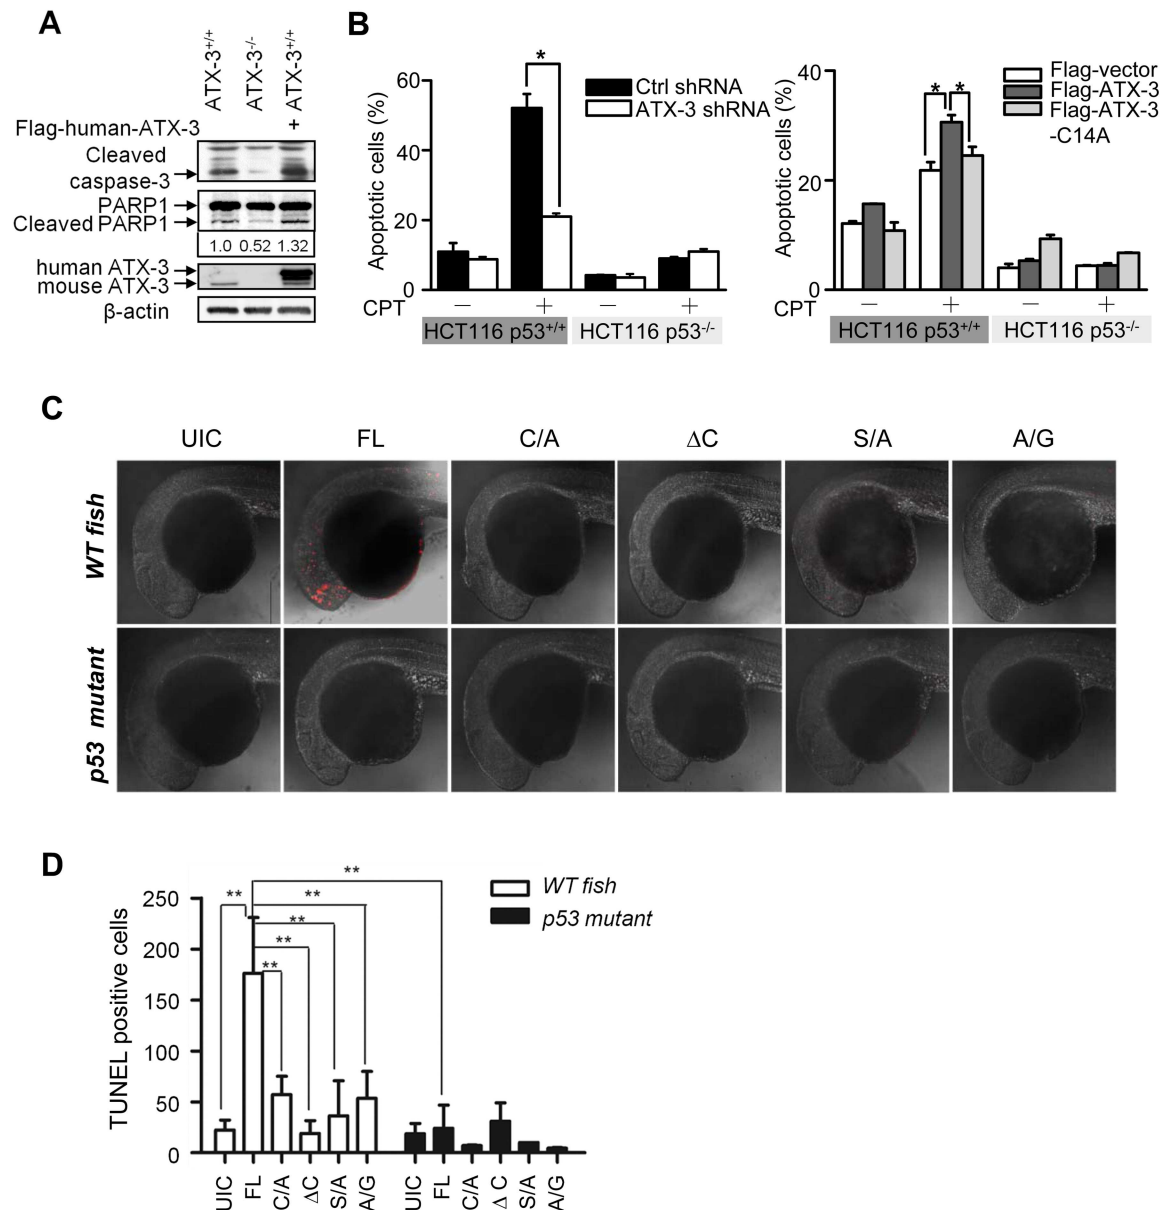 A
ATX-3+/+
ATX-3-/-
ATX-3+/+
Flag-human-ATX-3 +
Cleaved
caspase-3
PARP1
Cleaved PARP1
1.0 0.52 1.32
human ATX-3
mouse ATX-3
β-actin
B
Apoptotic cells (%)
60
40
20
0
*
Ctrl shRNA
ATX-3 shRNA
CPT − + − +
HCT116 p53+/+ HCT116 p53-/-
Apoptotic cells (%)
40
20
0
* *
Flag-vector
Flag-ATX-3
Flag-ATX-3
-C14A
CPT − + − +
HCT116 p53+/+ HCT116 p53-/-
C
UIC FL C/A ΔC S/A A/G
WT fish
p53 mutant
D
TUNEL positive cells
250
200
150
100
50
0
**
**
**
**
**
**
WT fish
p53 mutant
UIC FL C/A ΔC S/A A/G UIC FL C/A Δ C S/A A/G